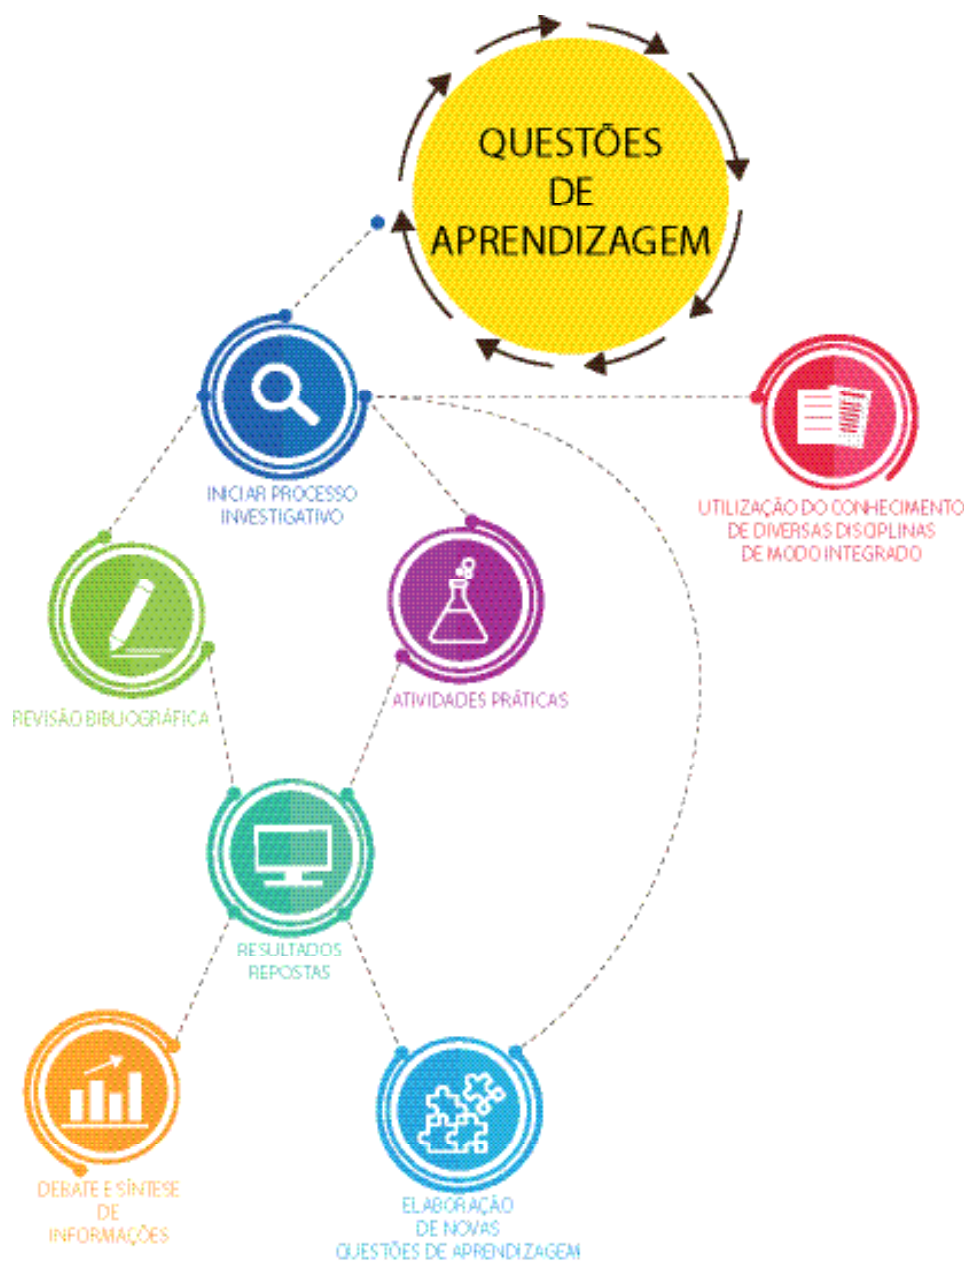 QUESTÕES
DE
APRENDIZAGEM
INICIAR PROCESSO
INVESTIGATIVO
UTILIZAÇÃO DO CONHECIMENTO
DE DIVERSAS DISCIPLINAS
DE MODO INTEGRADO
REVISÃO BIBLIOGRÁFICA
ATIVIDADES PRÁTICAS
RESULTADOS
REPOSTAS
DEBATE E SÍNTESE
DE
INFORMAÇÕES
ELABORAÇÃO
DE NOVAS
QUESTÕES DE APRENDIZAGEM